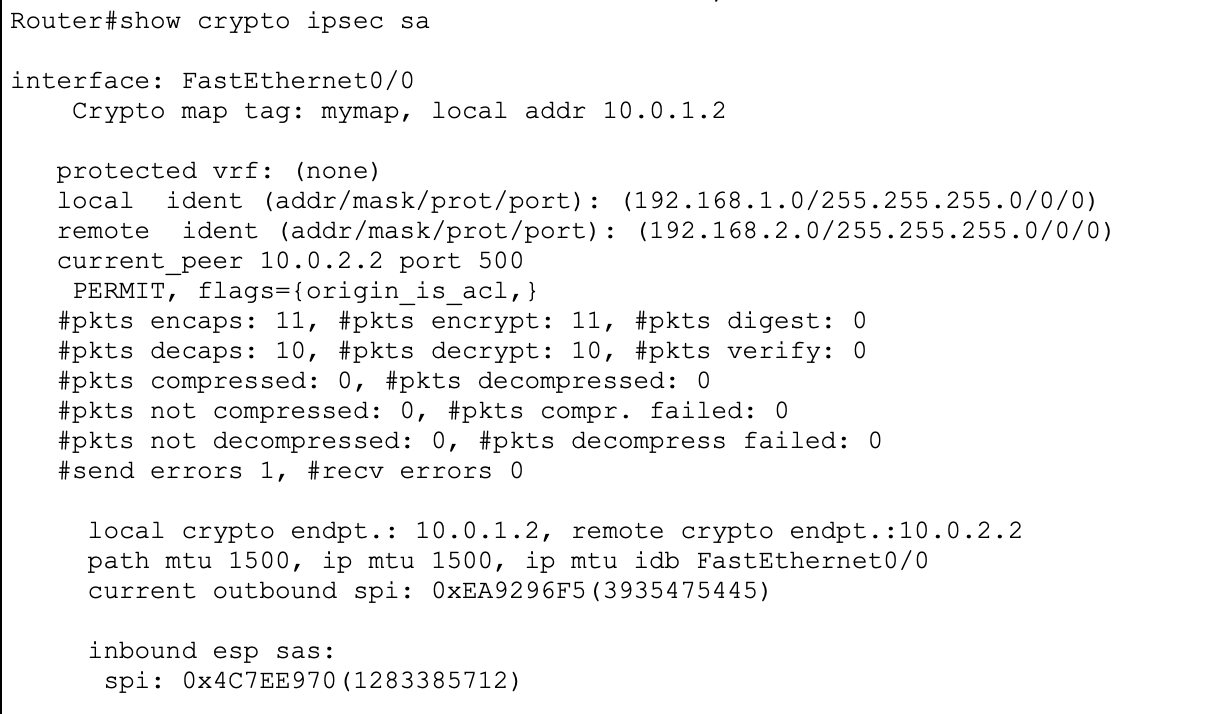 Router#show crypto ipsec sa
interface: FastEthernet0/0
Crypto map tag: mymap, local addr 10.0.1.2
protected vrf: (none)
local  ident (addr/mask/prot/port): (192.168.1.0/255.255.255.0/0/0)
remote  ident (addr/mask/prot/port): (192.168.2.0/255.255.255.0/0/0)
current_peer 10.0.2.2 port 500
PERMIT, flags={origin_is_acl,}
#pkts encaps: 11, #pkts encrypt: 11, #pkts digest: 0
#pkts decaps: 10, #pkts decrypt: 10, #pkts verify: 0
#pkts compressed: 0, #pkts decompressed: 0
#pkts not compressed: 0, #pkts compr. failed: 0
#pkts not decompressed: 0, #pkts decompress failed: 0
#send errors 1, #recv errors 0
local crypto endpt.: 10.0.1.2, remote crypto endpt.:10.0.2.2
path mtu 1500, ip mtu 1500, ip mtu idb FastEthernet0/0
current outbound spi: 0xEA9296F5(3935475445)
inbound esp sas:
spi: 0x4C7EE970(1283385712)